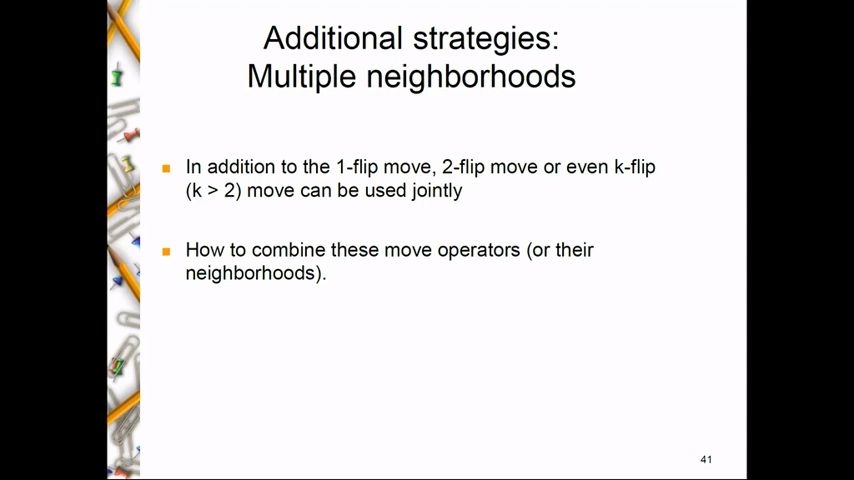 Additional strategies:
Multiple neighborhoods
In addition to the 1-flip move, 2-flip move or even k-flip
(k > 2) move can be used jointly
How to combine these move operators (or their
neighborhoods).
41